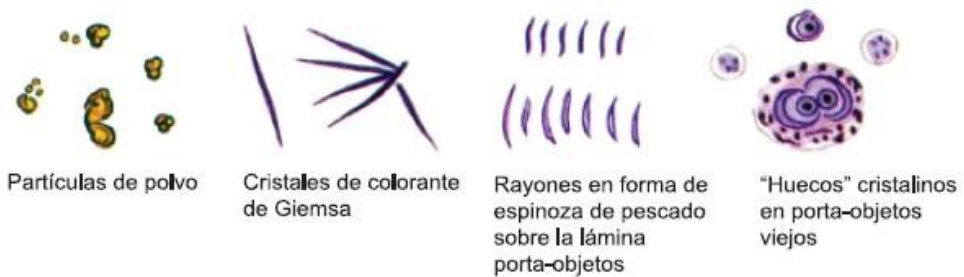 Partículas de polvo
Cristales de colorante
de Giemsa
Rayones en forma de
espinoza de pescado
sobre la lámina
porta-objetos
“Huecos” cristalinos
en porta-objetos
viejos